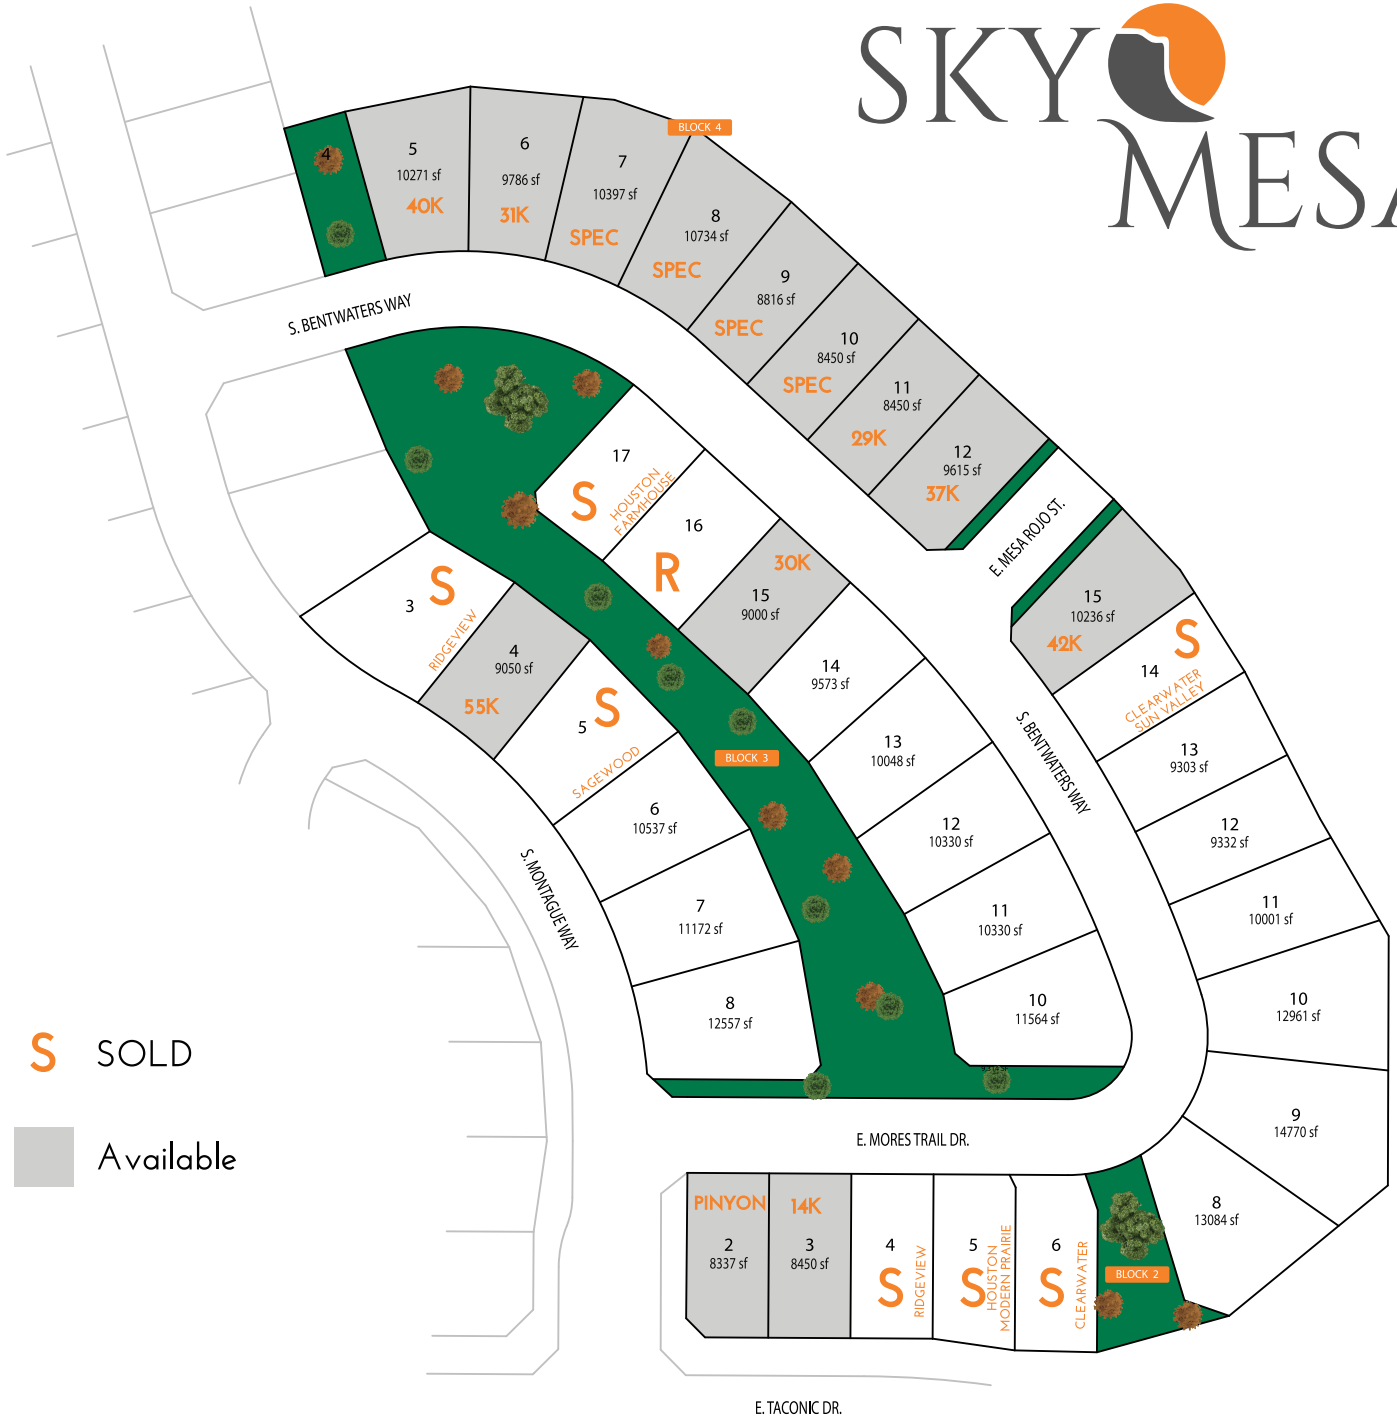 SKY
MESA
BLOCK 4
4
5
10271 sf
40K
6
9786 sf
31K
7
10397 sf
SPEC
8
10734 sf
SPEC
9
8816 sf
SPEC
10
8450 sf
SPEC
11
8450 sf
29K
12
9615 sf
37K
S. BENTWATERS WAY
E. MESA ROJO ST.
15
10236 sf
42K
14
S
CLEARWATER
SUN VALLEY
13
9303 sf
12
9332 sf
11
10001 sf
10
12961 sf
9
14770 sf
8
13084 sf
17
S
HOUSTON
FARMHOUSE
16
R
30K
15
9000 sf
14
9573 sf
13
10048 sf
12
10330 sf
11
10330 sf
10
11564 sf
S. BENTWATERS WAY
3
S
RIDGEVIEW
4
9050 sf
55K
5
S
SAGEWOOD
6
10537 sf
7
11172 sf
8
12557 sf
BLOCK 3
S. MONTAGUE WAY
S SOLD
Available
E. MORES TRAIL DR.
PINYON
2
8337 sf
14K
3
8450 sf
4
S
RIDGEVIEW
5
S
HOUSTON
MODERN PRAIRIE
6
S
CLEARWATER
BLOCK 2
E. TACONIC DR.